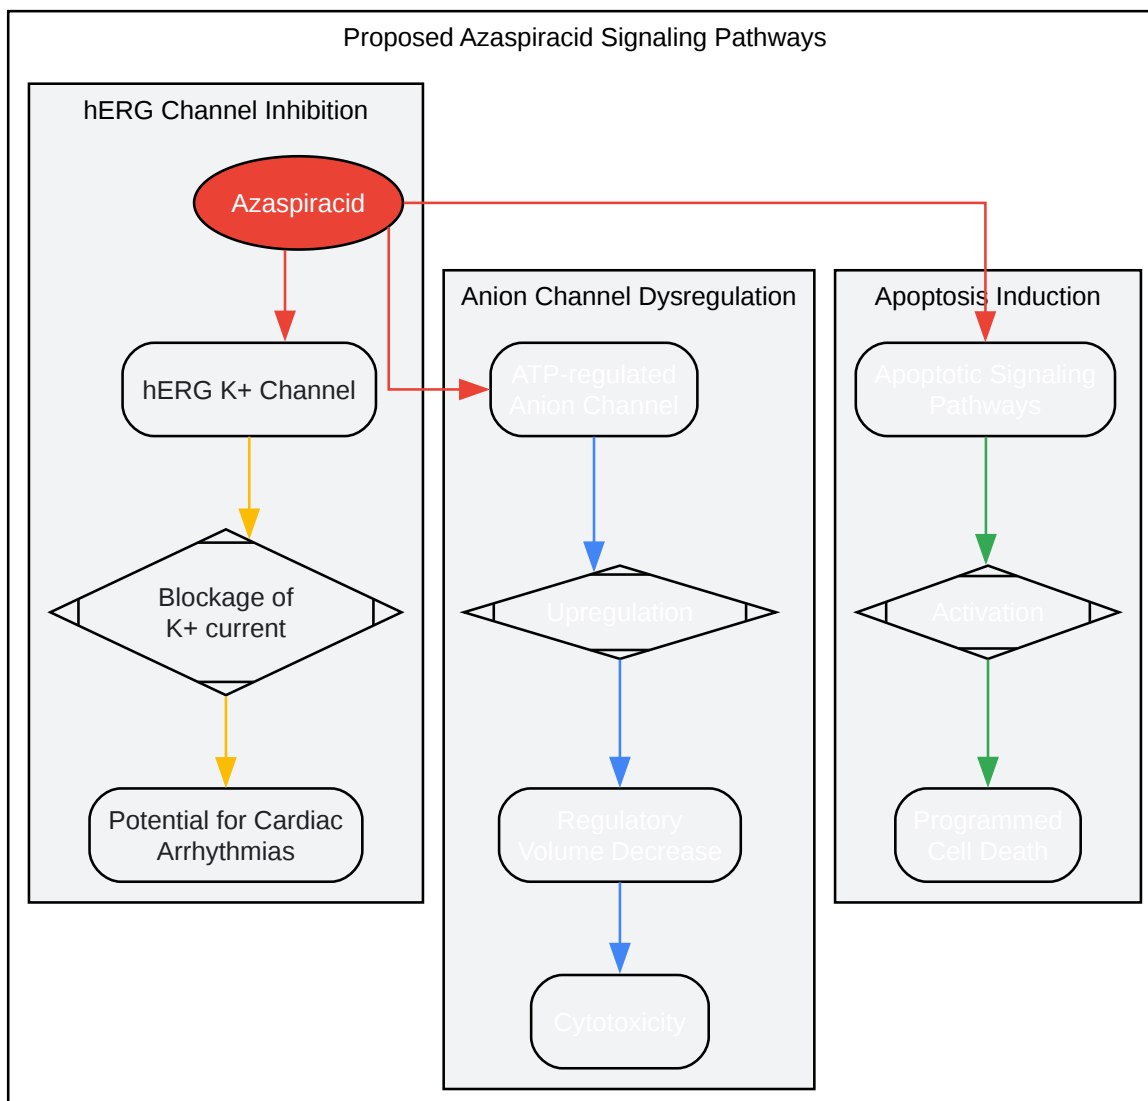 Proposed Azaspiracid Signaling Pathways
hERG Channel Inhibition
Azaspiracid
hERG K+ Channel
Blockage of
K+ current
Potential for Cardiac
Arrhythmias
Anion Channel Dysregulation
ATP-regulated
Anion Channel
Upregulation
Regulatory
Volume Decrease
Cytotoxicity
Apoptosis Induction
Apoptotic Signaling
Pathways
Activation
Programmed
Cell Death